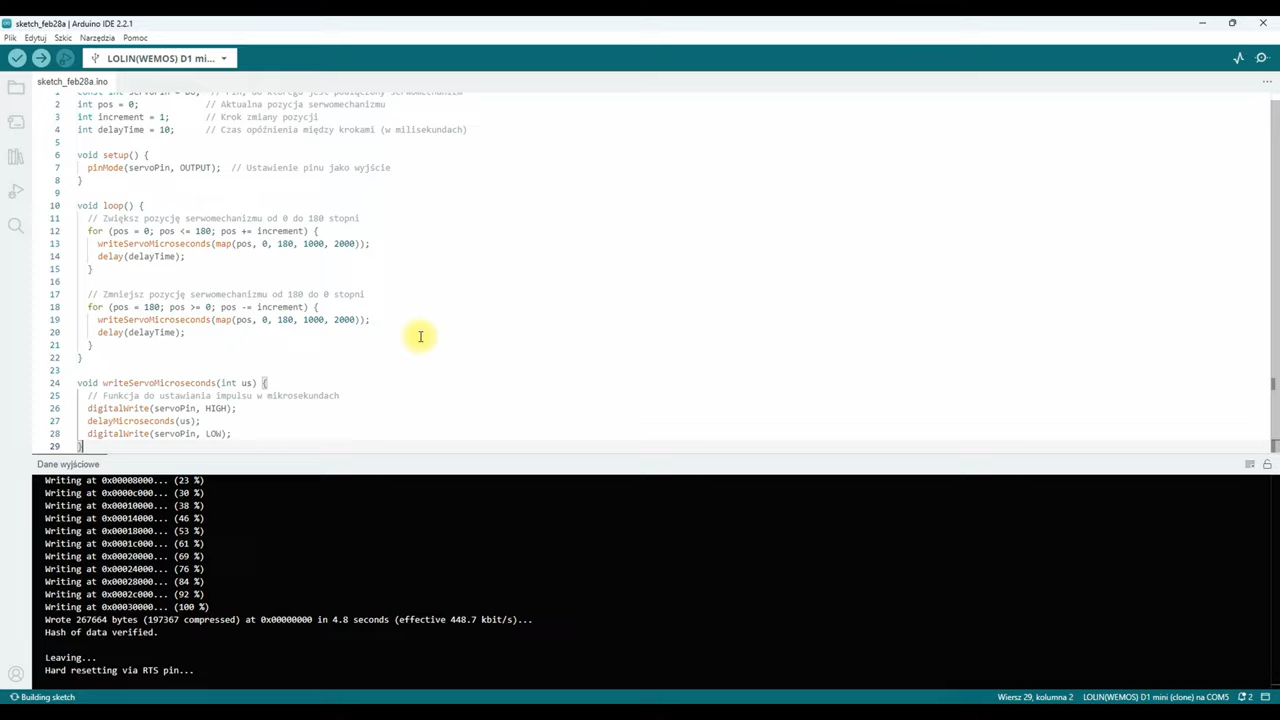 sketch_feb28a | Arduino IDE 2.2.1
Plik Edytuj Szkic Narzędzia Pomoc
LOLIN(WEMOS) D1 mi...
sketch_feb28a.ino
1 const int servoPin = D8; // Pin, do którego jest podłączony serwomechanizm
2 int pos = 0; // Aktualna pozycja serwomechanizmu
3 int increment = 1; // Krok zmiany pozycji
4 int delayTime = 10; // Czas opóźnienia między krokami (w milisekundach)
5
6 void setup() {
7 pinMode(servoPin, OUTPUT); // Ustawienie pinu jako wyjście
8 }
9
10 void loop() {
11 // Zwiększ pozycję serwomechanizmu od 0 do 180 stopni
12 for (pos = 0; pos <= 180; pos += increment) {
13 writeServoMicroseconds(map(pos, 0, 180, 1000, 2000));
14 delay(delayTime);
15 }
16
17 // Zmniejsz pozycję serwomechanizmu od 180 do 0 stopni
18 for (pos = 180; pos >= 0; pos -= increment) {
19 writeServoMicroseconds(map(pos, 0, 180, 1000, 2000));
20 delay(delayTime);
21 }
22 }
23
24 void writeServoMicroseconds(int us) {
25 // Funkcja do ustawiania impulsu w mikrosekundach
26 digitalWrite(servoPin, HIGH);
27 delayMicroseconds(us);
28 digitalWrite(servoPin, LOW);
29 }
Dane wyjściowe
Writing at 0x00008000... (23 %)
Writing at 0x0000c000... (30 %)
Writing at 0x00010000... (38 %)
Writing at 0x00014000... (46 %)
Writing at 0x00018000... (53 %)
Writing at 0x0001c000... (61 %)
Writing at 0x00020000... (69 %)
Writing at 0x00024000... (76 %)
Writing at 0x00028000... (84 %)
Writing at 0x0002c000... (92 %)
Writing at 0x00030000... (100 %)
Wrote 267664 bytes (197367 compressed) at 0x00000000 in 4.8 seconds (effective 448.7 kbit/s)...
Hash of data verified.
Leaving...
Hard resetting via RTS pin...
Building sketch Wiersz 29, kolumna 2 LOLIN(WEMOS) D1 mini (clone) na COM5 2